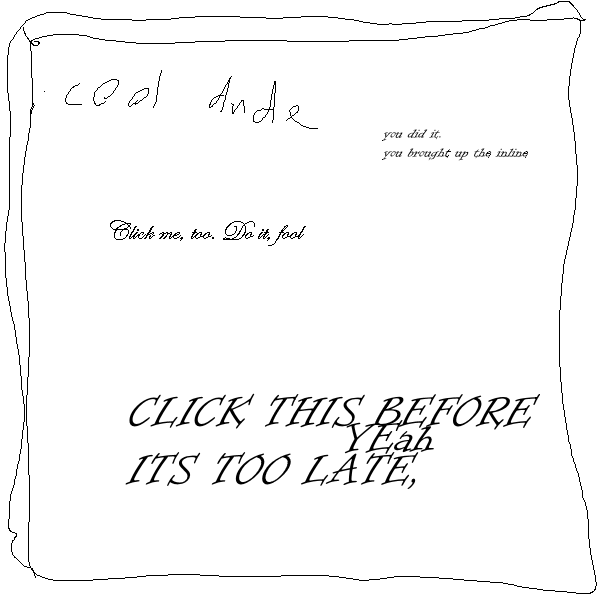 cool dude
you did it.
you brought up the inline
Click me, too. Do it, fool
CLICK THIS BEFORE
YEah
ITS TOO LATE,